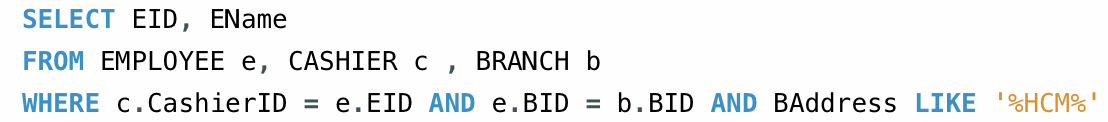 SELECT EID, EName
FROM EMPLOYEE e, CASHIER c , BRANCH b
WHERE c.CashierID = e.EID AND e.BID = b.BID AND BAddress LIKE '%HCM%'